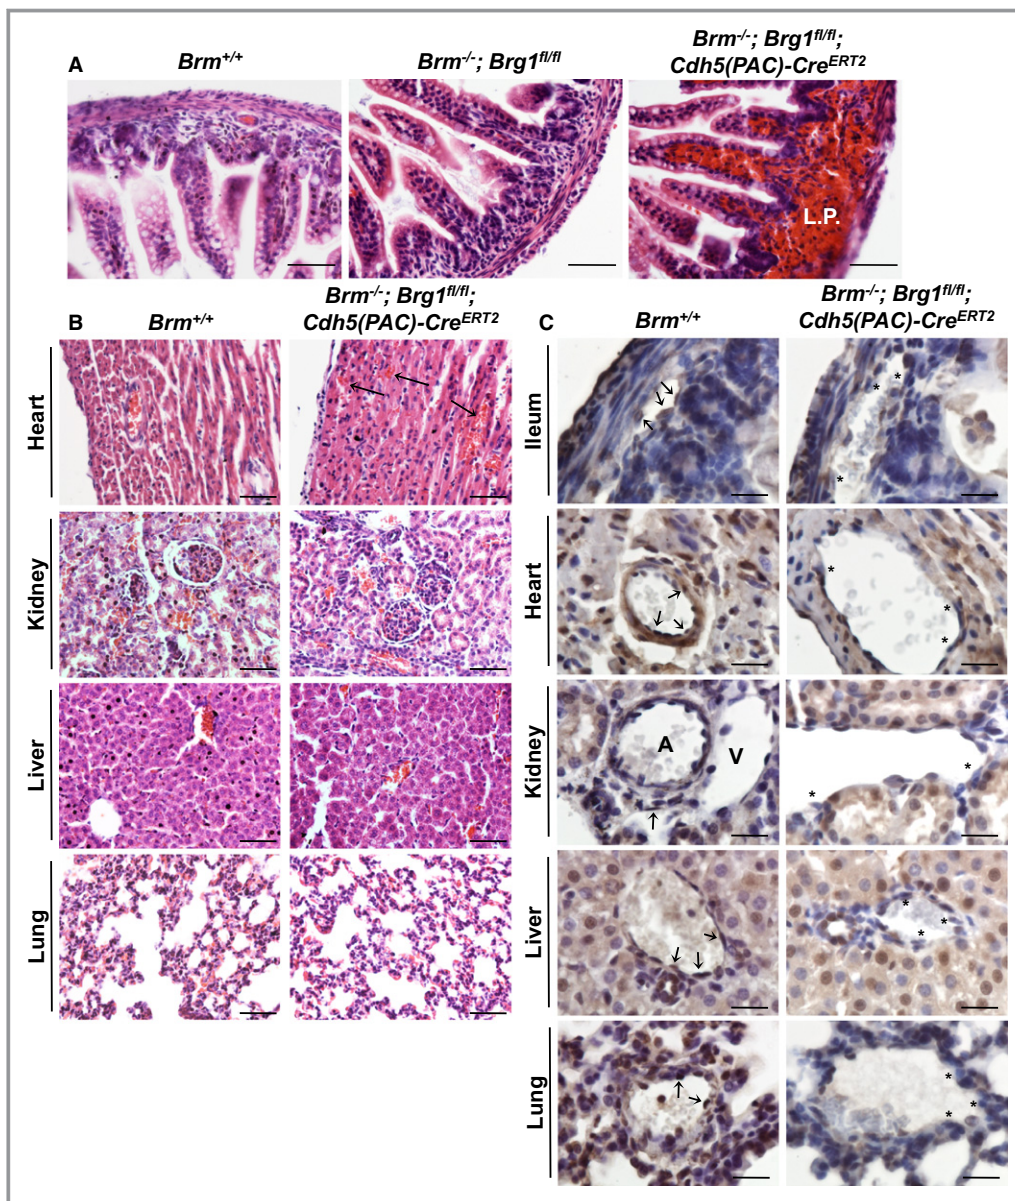 A
Brm+/+
Brm-/-; Brg1fl/fl
Brm-/-; Brg1fl/fl;
Cdh5(PAC)-CreERT2
L.P.
B
Brm+/+
Brm-/-; Brg1fl/fl;
Cdh5(PAC)-CreERT2
Heart
Kidney
Liver
Lung
C
Brm+/+
Brm-/-; Brg1fl/fl;
Cdh5(PAC)-CreERT2
Ileum
* * *
Heart
* * *
Kidney
A
V
* *
Liver
* * *
Lung
* * *